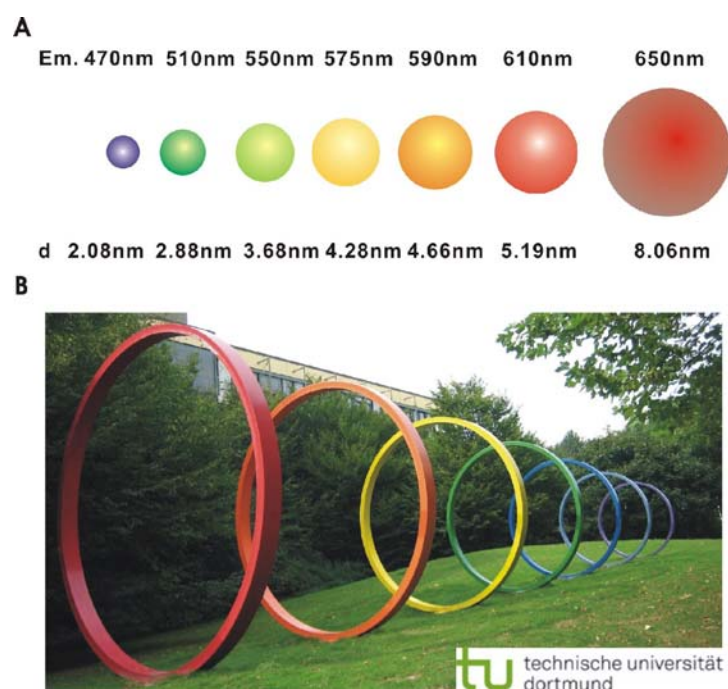 A
Em. 470nm 510nm 550nm 575nm 590nm 610nm 650nm
d 2.08nm 2.88nm 3.68nm 4.28nm 4.66nm 5.19nm 8.06nm
B
tu technische universität
dortmund